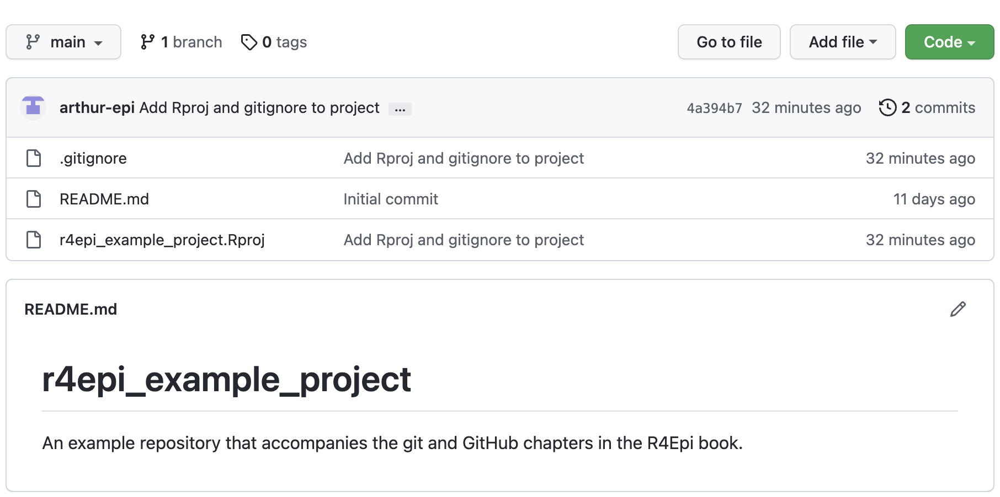 main 1 branch 0 tags Go to file Add file Code
arthur-epi Add Rproj and gitignore to project ... 4a394b7 32 minutes ago 2 commits
.gitignore Add Rproj and gitignore to project 32 minutes ago
README.md Initial commit 11 days ago
r4epi_example_project.Rproj Add Rproj and gitignore to project 32 minutes ago
README.md
r4epi_example_project
An example repository that accompanies the git and GitHub chapters in the R4Epi book.